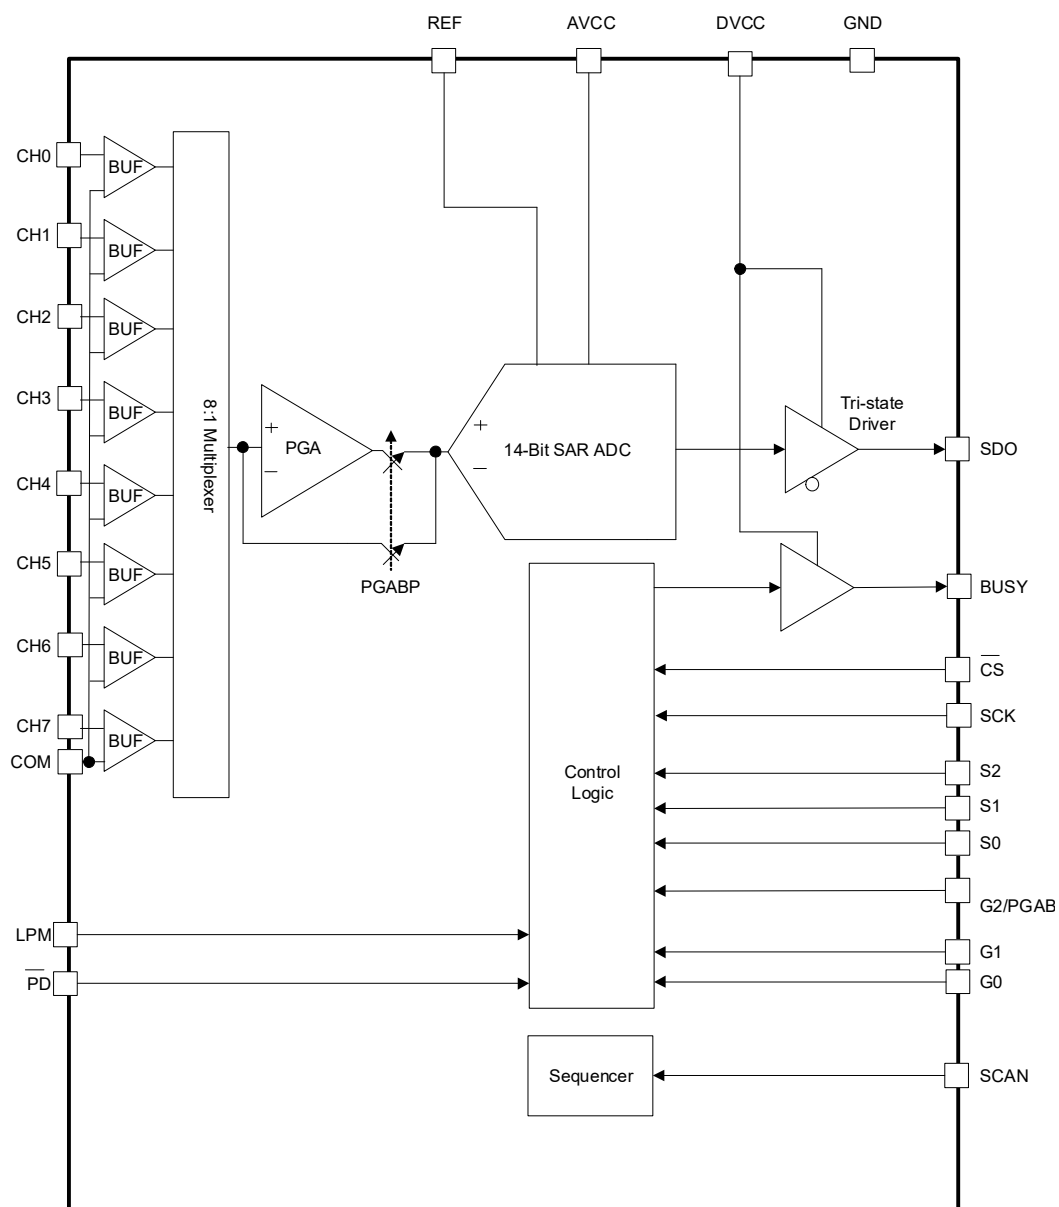 REF
AVCC
DVCC
GND
CH0
BUF
CH1
BUF
CH2
BUF
CH3
BUF
CH4
BUF
CH5
BUF
CH6
BUF
CH7
BUF
COM
8:1 Multiplexer
+
PGA
−
PGABP
+
14-Bit SAR ADC
−
Tri-state
Driver
SDO
BUSY
C̅S̅
SCK
S2
S1
S0
G2/PGAB
G1
G0
Control
Logic
LPM
P̅D̅
Sequencer
SCAN